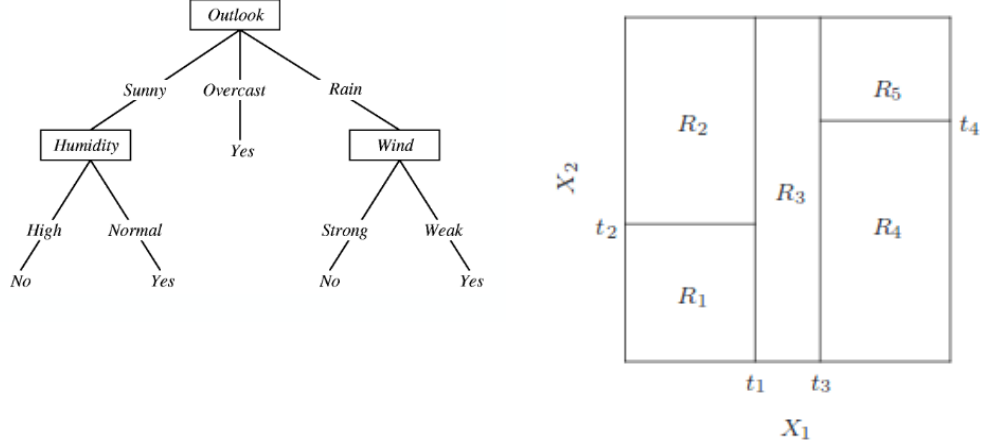 Outlook
Sunny Overcast Rain
Humidity Yes Wind
High Normal Strong Weak
No Yes No Yes
R₅
R₂ t₄
X₂
R₃
t₂ R₄
R₁
t₁ t₃
X₁